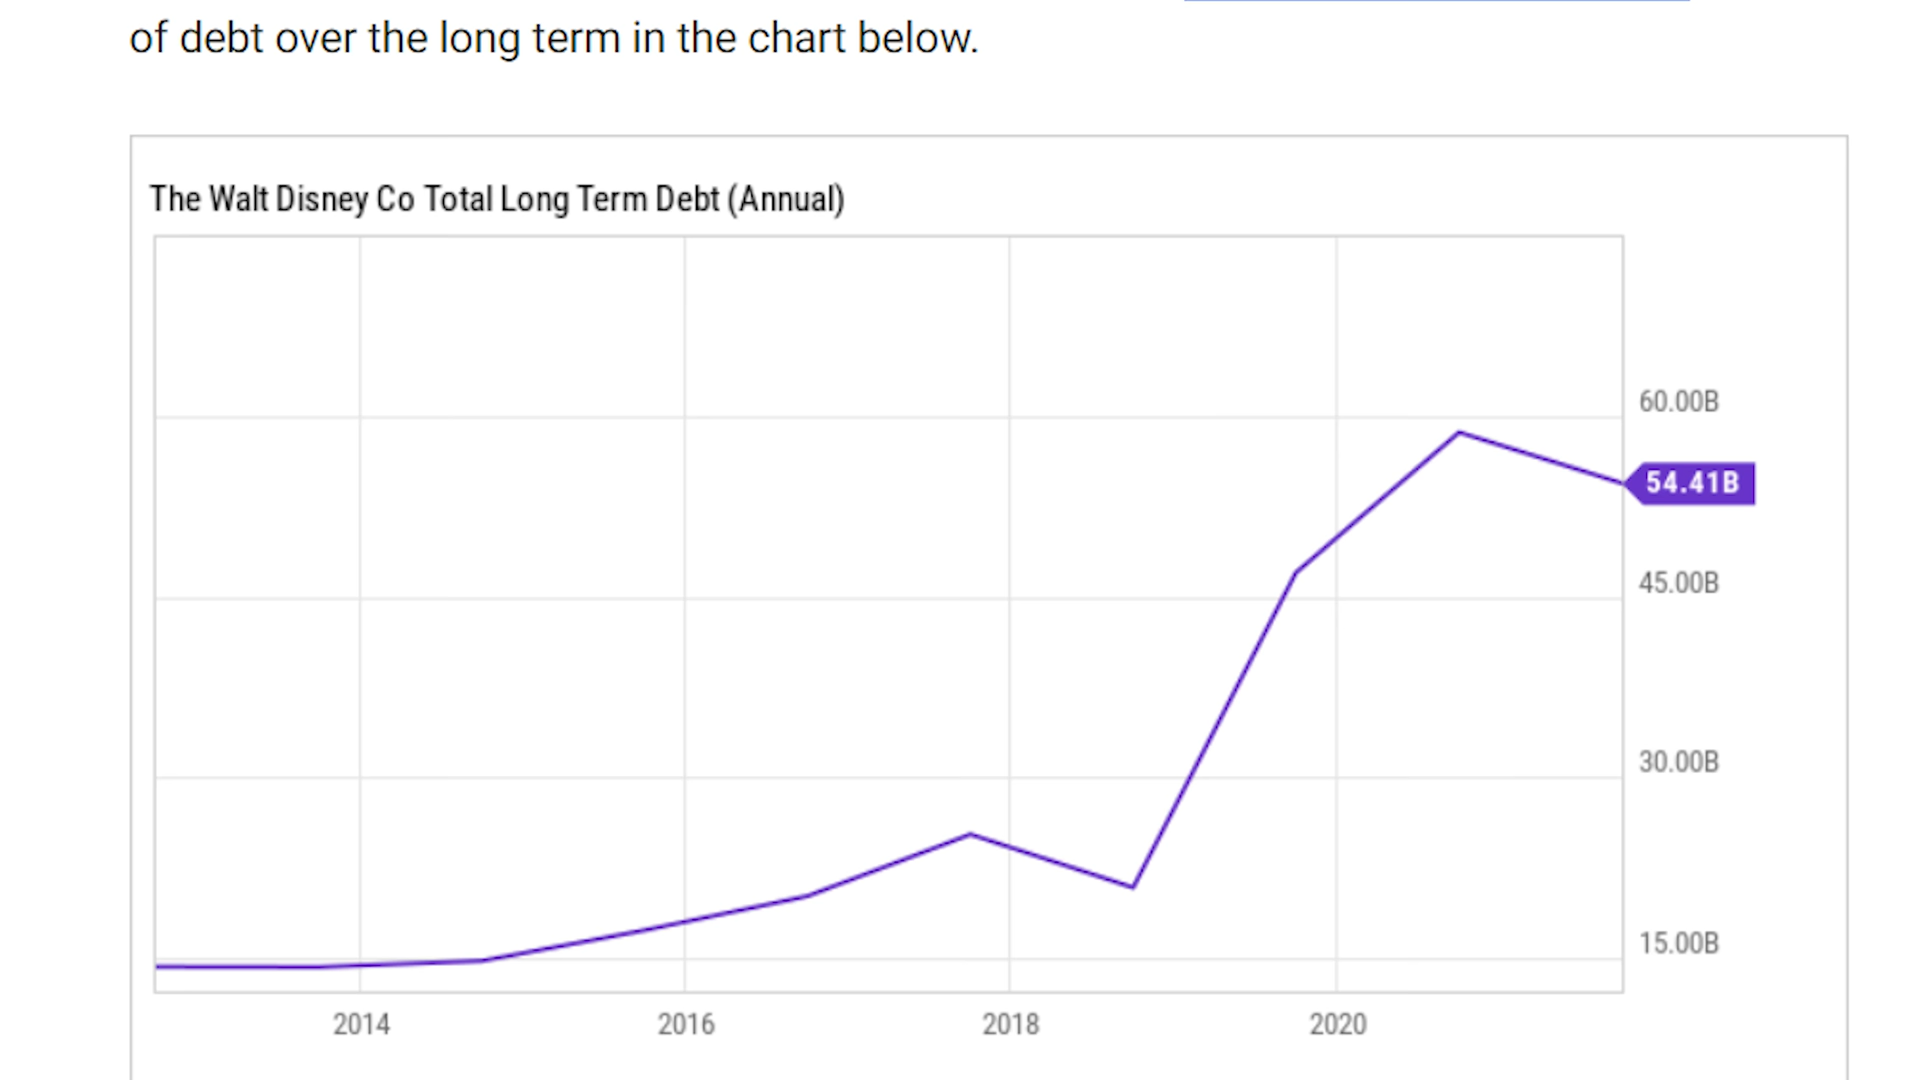 of debt over the long term in the chart below.
The Walt Disney Co Total Long Term Debt (Annual)
60.00B
54.41B
45.00B
30.00B
15.00B
2014 2016 2018 2020